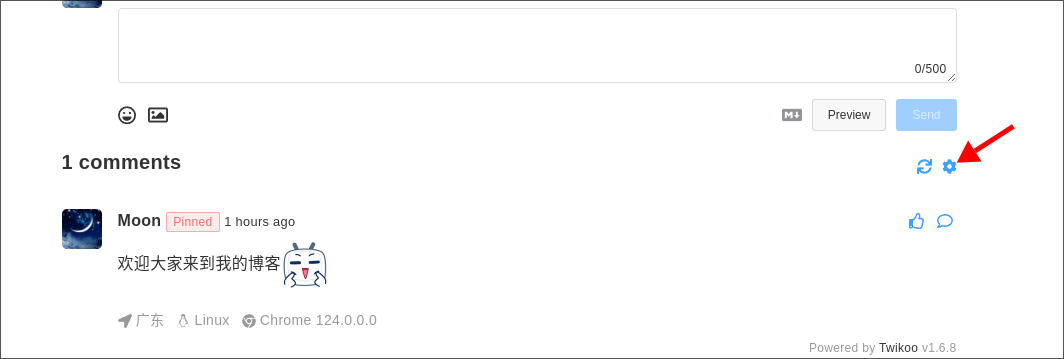 0/500
Preview Send
1 comments
Moon Pinned 1 hours ago
欢迎大家来到我的博客
广东 Linux Chrome 124.0.0.0
Powered by Twikoo v1.6.8